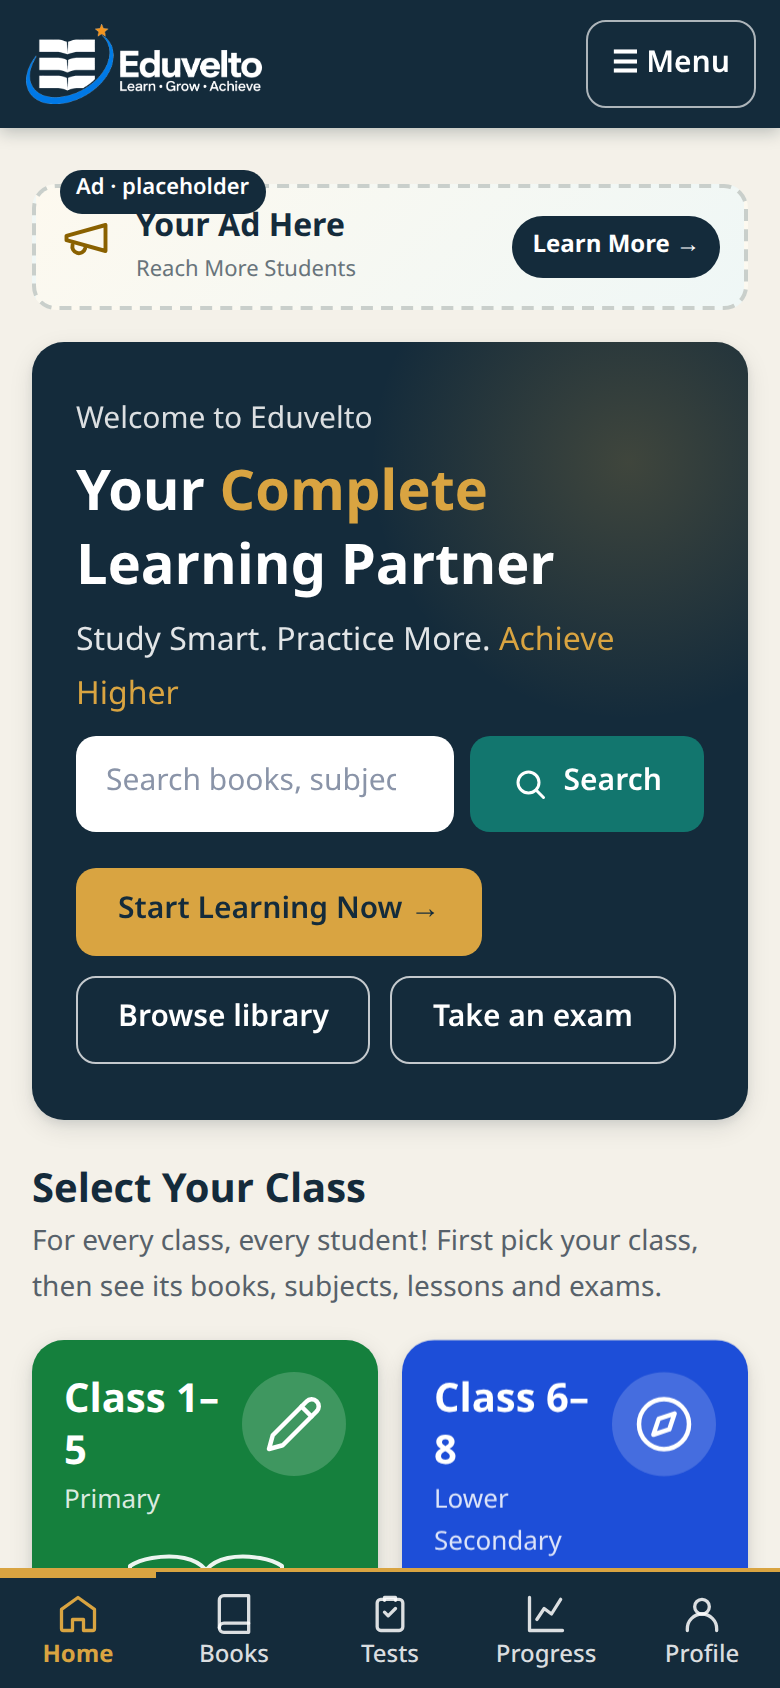 Eduvelto
Learn • Grow • Achieve
☰ Menu
Ad · placeholder
Your Ad Here
Reach More Students
Learn More →
Welcome to Eduvelto
Your Complete
Learning Partner
Study Smart. Practice More. Achieve
Higher
Search books, subjec
Search
Start Learning Now →
Browse library
Take an exam
Select Your Class
For every class, every student! First pick your class,
then see its books, subjects, lessons and exams.
Class 1–
5
Primary
Class 6–
8
Lower
Secondary
Home
Books
Tests
Progress
Profile